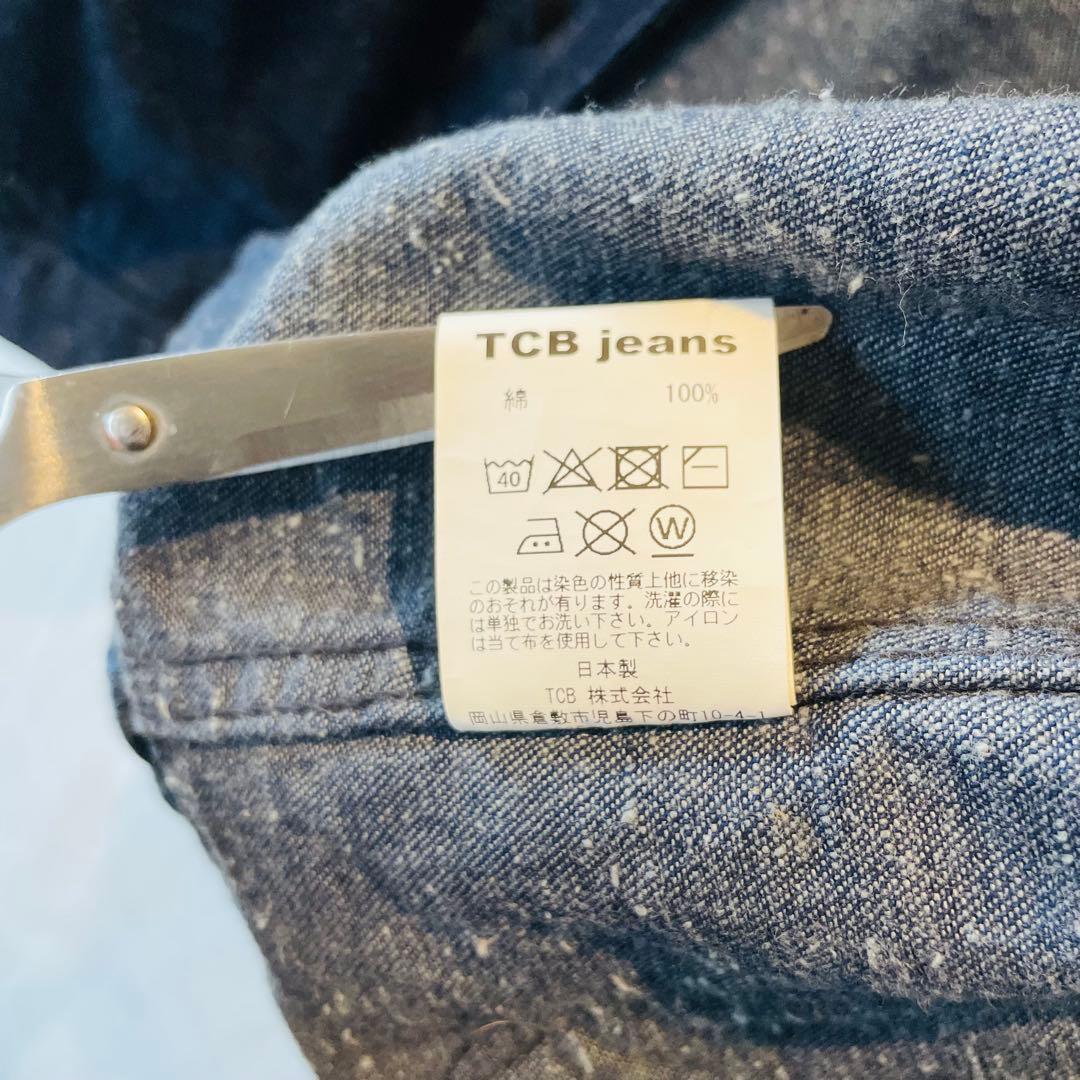 TCB jeans
綿 100%
40
W
この製品は染色の性質上他に移染
のおそれが有ります。洗濯の際に
は単独でお洗い下さい。アイロン
は当て布を使用して下さい。
日本製
TCB 株式会社
岡山県倉敷市児島下の町10-4-1